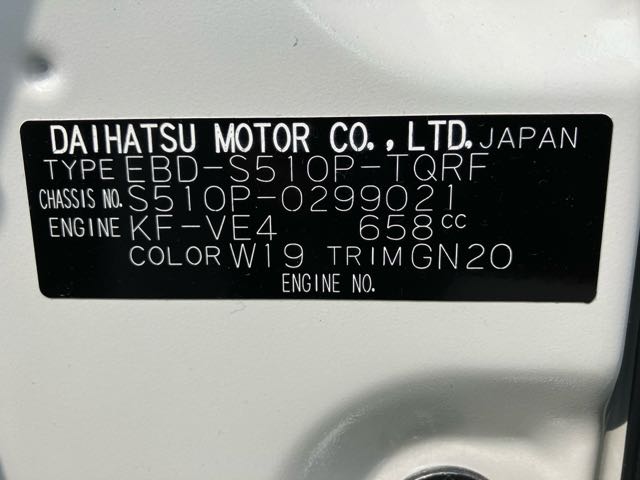 DAIHATSU MOTOR CO., LTD. JAPAN
TYPE EBD-S510P-TQRF
CHASSIS NO. S510P-0299021
ENGINE KF-VE4 658cc
COLOR W19 TRIM GN20
ENGINE NO.